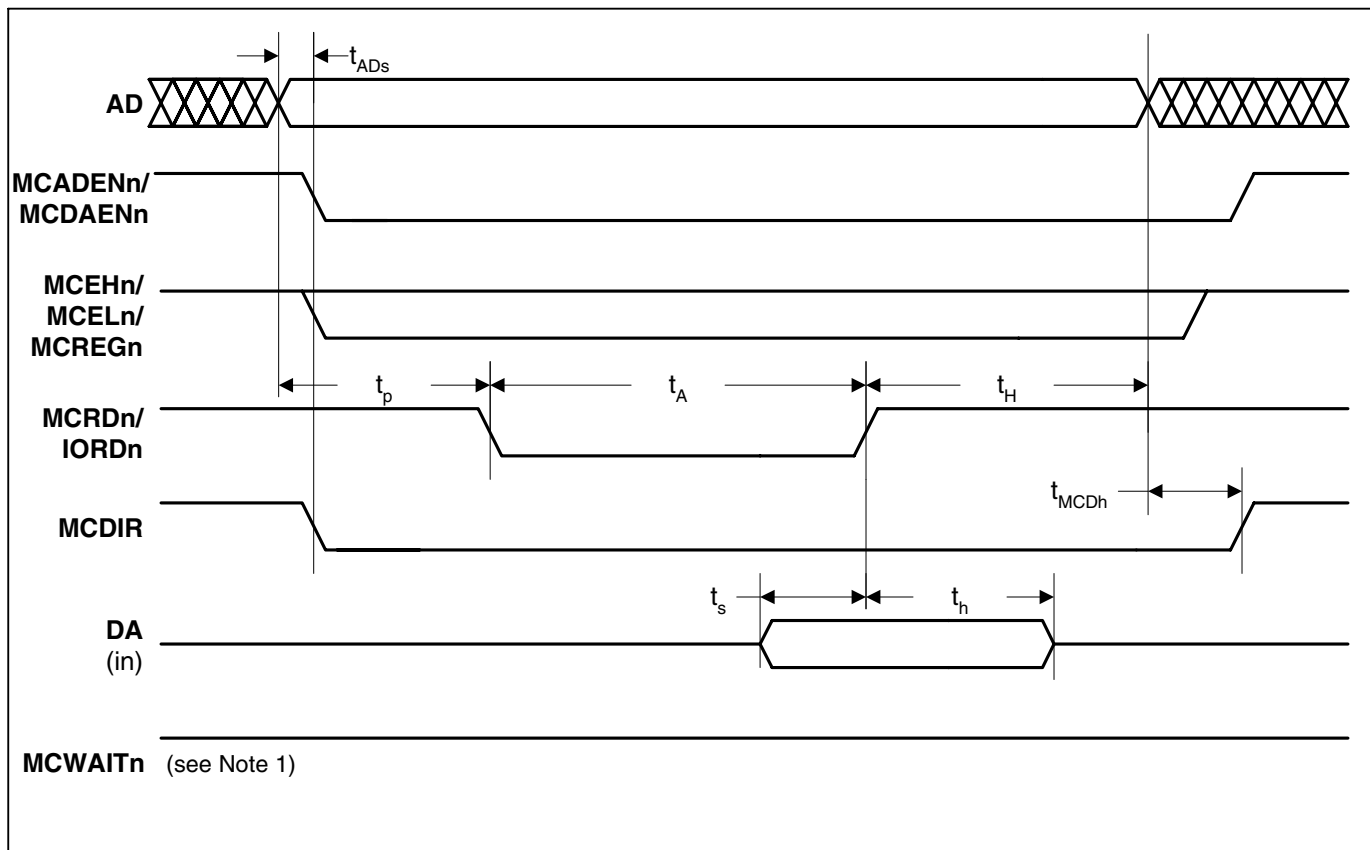 t_ADs
AD
MCADENn/
MCDAENn
MCEHn/
MCELn/
MCREGn
t_p
t_A
t_H
MCRDn/
IORDn
t_MCDh
MCDIR
t_s
t_h
DA
(in)
MCWAITn (see Note 1)